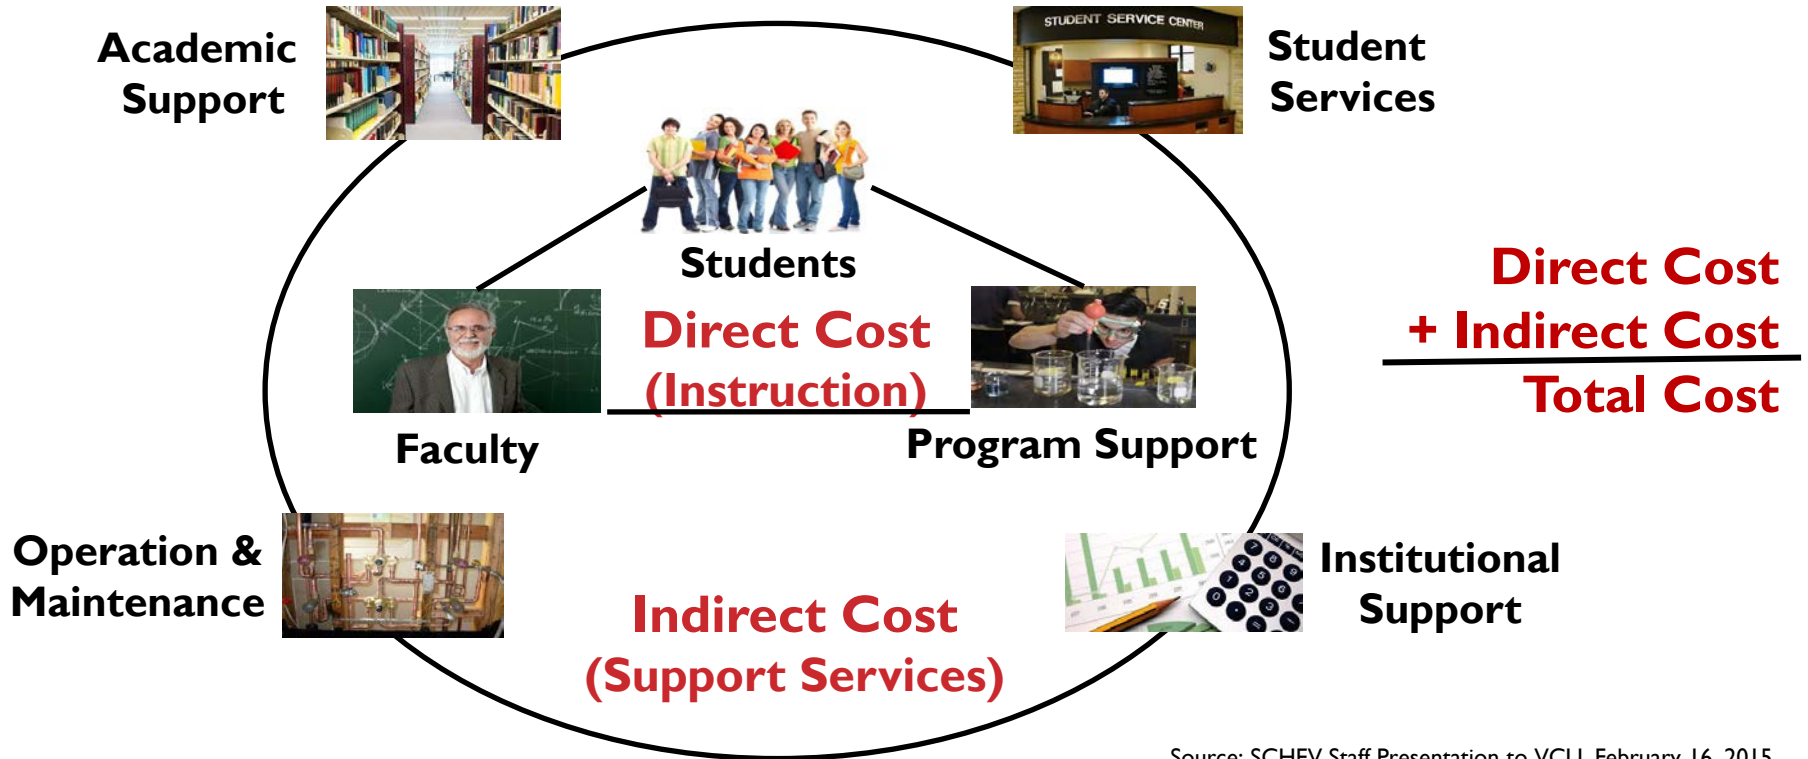 Academic
Support
STUDENT SERVICE CENTER
Student
Services
Students
Direct Cost
(Instruction)
Faculty
Program Support
Direct Cost
+ Indirect Cost
Total Cost
Operation &
Maintenance
Indirect Cost
(Support Services)
Institutional
Support
Source: SCHEV Staff Presentation to VCU, February 16, 2015